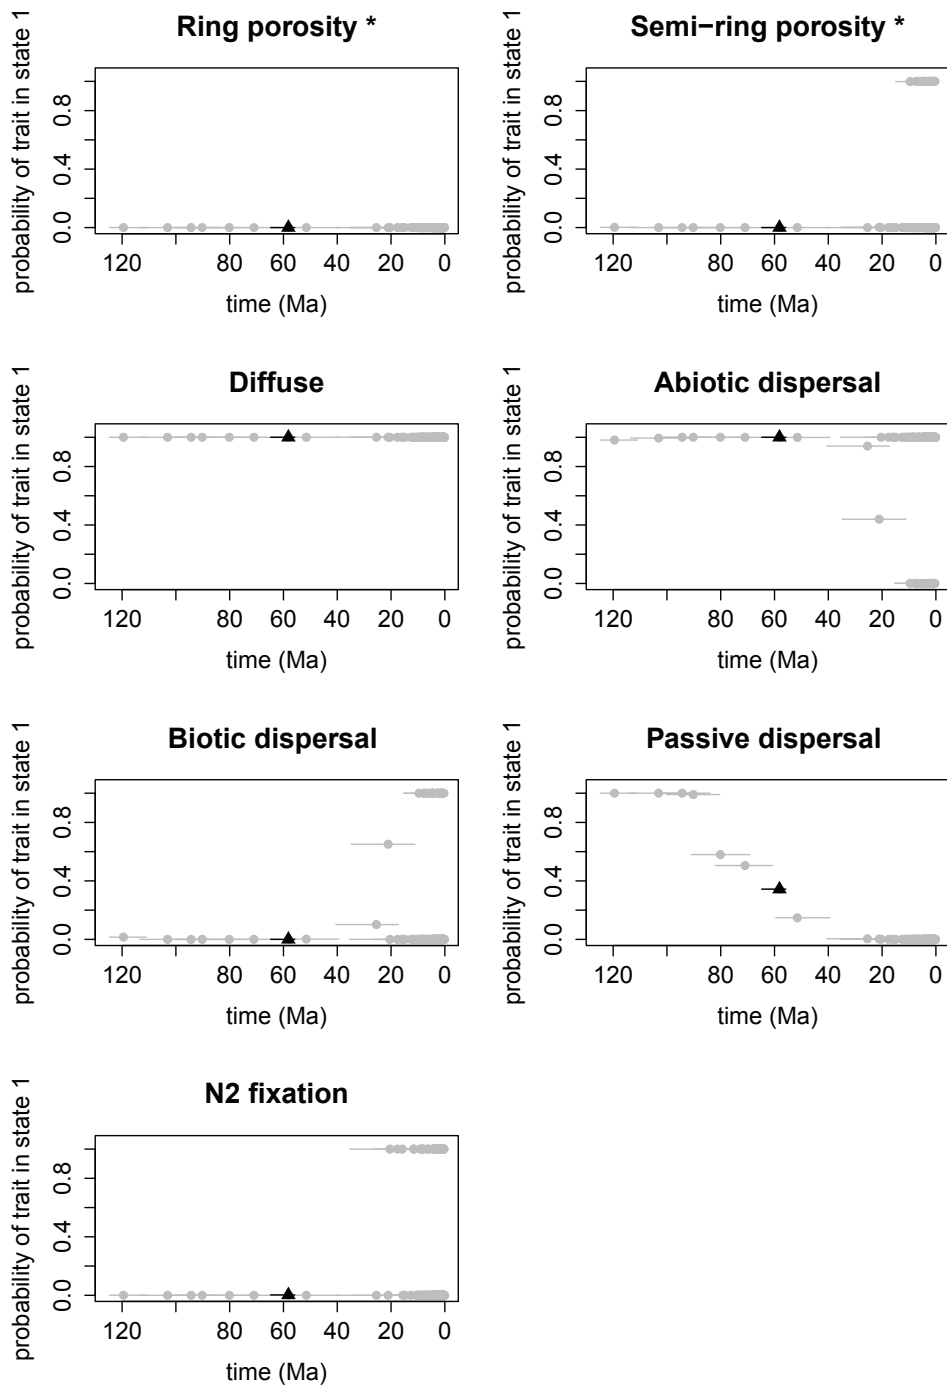 Ring porosity *
probability of trait in state 1
0.0 0.4 0.8
120 80 60 40 20 0
time (Ma)
Semi−ring porosity *
probability of trait in state 1
0.0 0.4 0.8
120 80 60 40 20 0
time (Ma)
Diffuse
probability of trait in state 1
0.0 0.4 0.8
120 80 60 40 20 0
time (Ma)
Abiotic dispersal
probability of trait in state 1
0.0 0.4 0.8
120 80 60 40 20 0
time (Ma)
Biotic dispersal
probability of trait in state 1
0.0 0.4 0.8
120 80 60 40 20 0
time (Ma)
Passive dispersal
probability of trait in state 1
0.0 0.4 0.8
120 80 60 40 20 0
time (Ma)
N2 fixation
probability of trait in state 1
0.0 0.4 0.8
120 80 60 40 20 0
time (Ma)